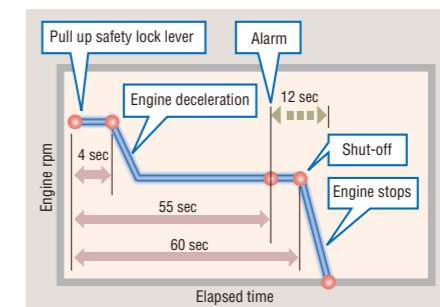 Pull up safety lock lever
Alarm
Engine deceleration
12 sec
4 sec
Shut-off
Engine stops
55 sec
60 sec
Engine rpm
Elapsed time